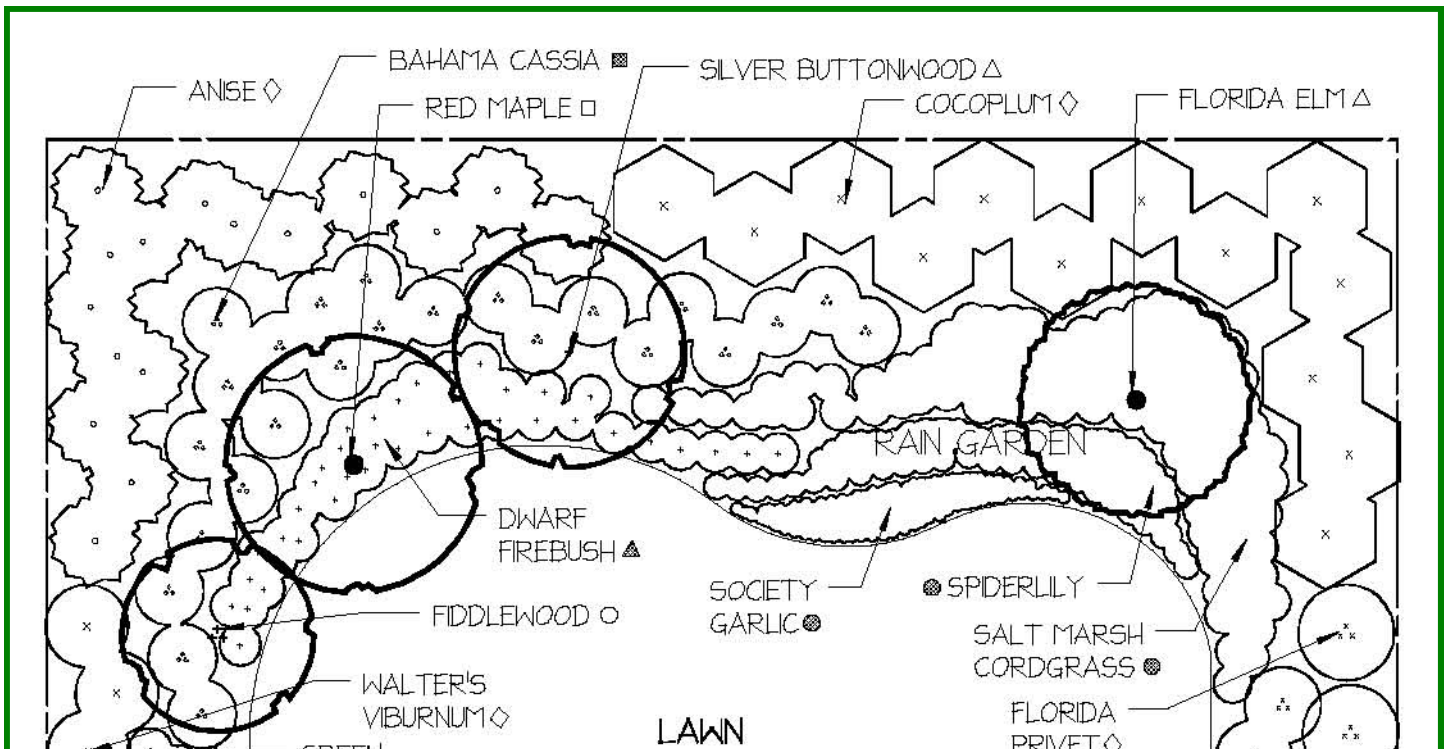 BAHAMA CASSIA
SILVER BUTTONWOOD
ANISE
RED MAPLE
COCOPLUM
FLORIDA ELM
RAIN GARDEN
DWARF
FIREBUSH
SOCIETY
GARLIC
SPIDERLILY
FIDDLEWOOD
SALT MARSH
CORDGRASS
WALTER'S
VIBURNUM
FLORIDA
PRIVET
LAWN
GREEN